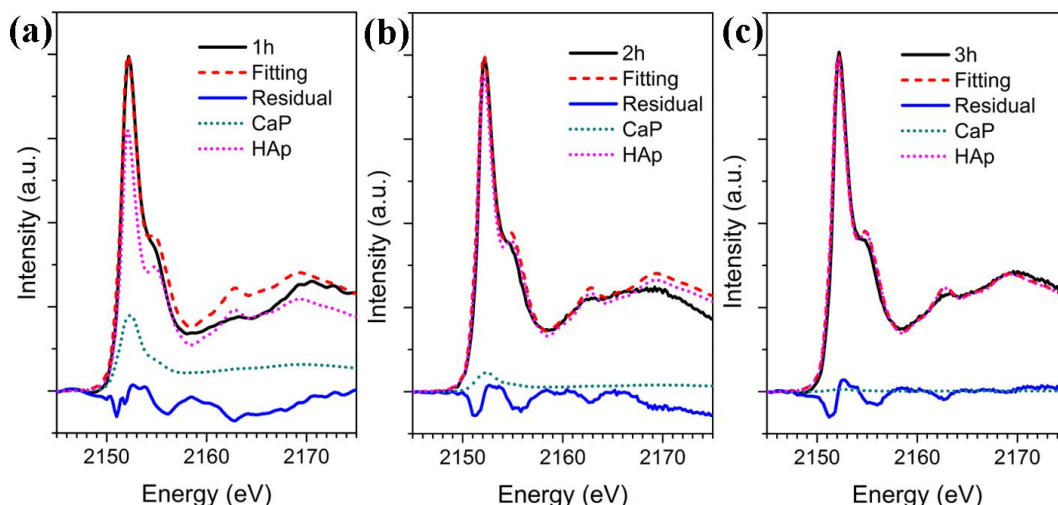 (a)
1h
Fitting
Residual
CaP
HAp
Intensity (a.u.)
2150 2160 2170
Energy (eV)
(b)
2h
Fitting
Residual
CaP
HAp
Intensity (a.u.)
2150 2160 2170
Energy (eV)
(c)
3h
Fitting
Residual
CaP
HAp
Intensity (a.u.)
2150 2160 2170
Energy (eV)